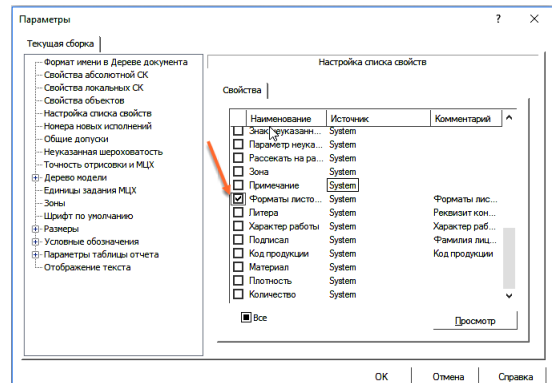 Параметры ? X
Текущая сборка
Формат имени в Дереве документа
Свойства абсолютной СК
Свойства локальных СК
Свойства объектов
Настройка списка свойств
Номера новых исполнений
Общие допуски
Неуказанная шероховатость
Точность отрисовки и МЦХ
Дерево модели
Единицы задания МЦХ
Зоны
Шрифт по умолчанию
Размеры
Условные обозначения
Параметры таблицы отчета
Отображение текста
Настройка списка свойств
Свойства
Наименование Источник Комментарий
Знак неуказанн... System
Параметр неука... System
Рассекать на ра... System
Зона System
Примечание System
Форматы листо... System Форматы лис...
Литера System Реквизит кон...
Характер работы System Характер раб...
Подписал System Фамилия лиц...
Код продукции System Код продукции
Материал System
Плотность System
Количество System
Все
Просмотр
ОК Отмена Справка